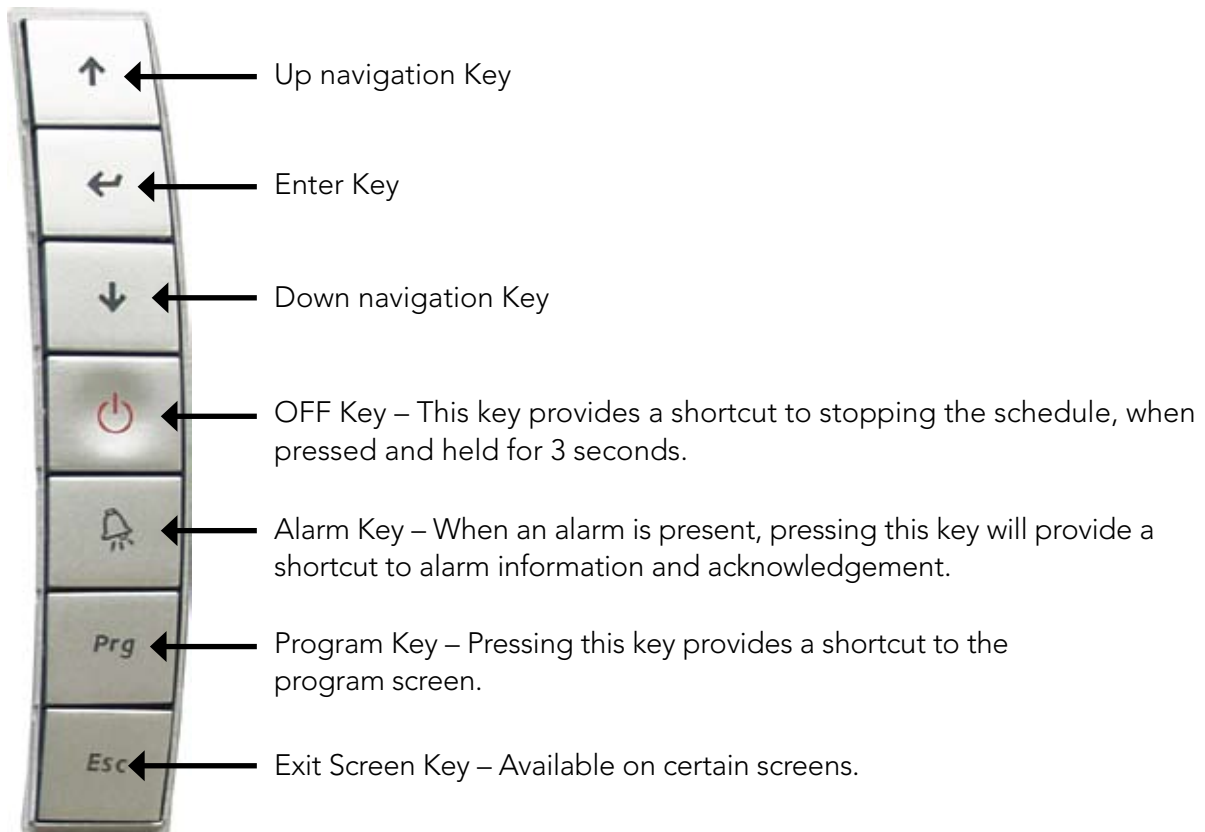 Up navigation Key
Enter Key
Down navigation Key
OFF Key – This key provides a shortcut to stopping the schedule, when
pressed and held for 3 seconds.
Alarm Key – When an alarm is present, pressing this key will provide a
shortcut to alarm information and acknowledgement.
Prg
Program Key – Pressing this key provides a shortcut to the
program screen.
Esc
Exit Screen Key – Available on certain screens.